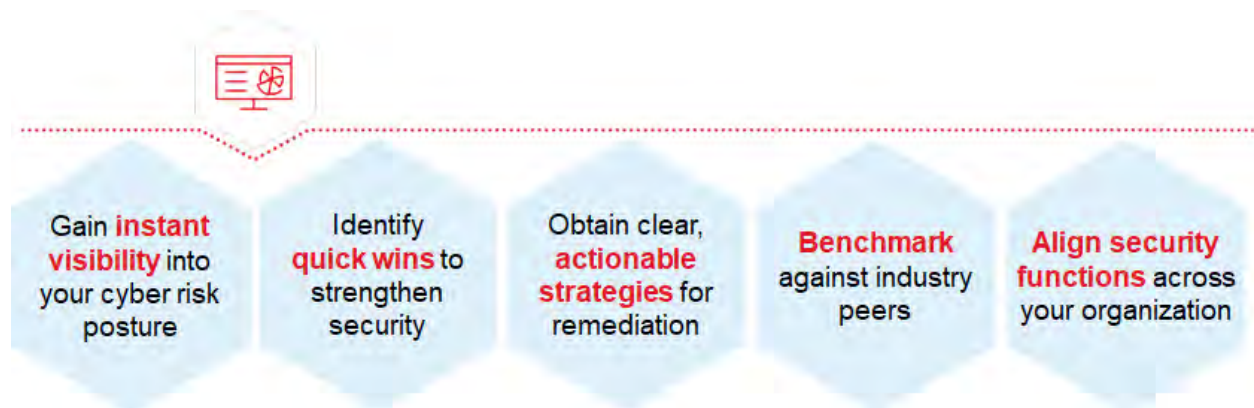 Gain instant
visibility into
your cyber risk
posture
Identify
quick wins to
strengthen
security
Obtain clear,
actionable
strategies for
remediation
Benchmark
against industry
peers
Align security
functions across
your organization